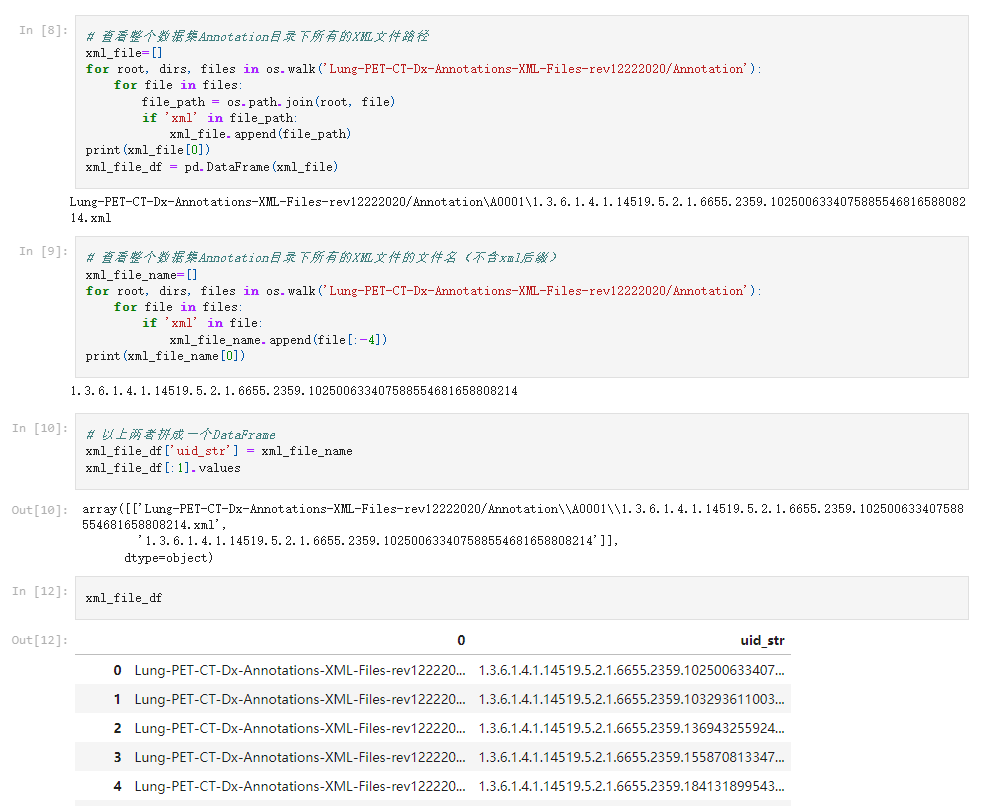 In [8]:
# 查看整个数据集Annotation目录下所有的XML文件路径
xml_file=[]
for root, dirs, files in os.walk('Lung-PET-CT-Dx-Annotations-XML-Files-rev12222020/Annotation'):
    for file in files:
        file_path = os.path.join(root, file)
        if 'xml' in file_path:
            xml_file.append(file_path)
print(xml_file[0])
xml_file_df = pd.DataFrame(xml_file)
Lung-PET-CT-Dx-Annotations-XML-Files-rev12222020/Annotation\A0001\1.3.6.1.4.1.14519.5.2.1.6655.2359.1025006334075885546816588082
14.xml
In [9]:
# 查看整个数据集Annotation目录下所有的XML文件的文件名（不含xml后缀）
xml_file_name=[]
for root, dirs, files in os.walk('Lung-PET-CT-Dx-Annotations-XML-Files-rev12222020/Annotation'):
    for file in files:
        if 'xml' in file:
            xml_file_name.append(file[:-4])
print(xml_file_name[0])
1.3.6.1.4.1.14519.5.2.1.6655.2359.102500633407588554681658808214
In [10]:
# 以上两者拼成一个DataFrame
xml_file_df['uid_str'] = xml_file_name
xml_file_df[:1].values
Out[10]:
array([['Lung-PET-CT-Dx-Annotations-XML-Files-rev12222020/Annotation\\A0001\\1.3.6.1.4.1.14519.5.2.1.6655.2359.102500633407588
554681658808214.xml',
        '1.3.6.1.4.1.14519.5.2.1.6655.2359.102500633407588554681658808214']],
      dtype=object)
In [12]:
xml_file_df
Out[12]:
0 uid_str
0 Lung-PET-CT-Dx-Annotations-XML-Files-rev122220... 1.3.6.1.4.1.14519.5.2.1.6655.2359.102500633407...
1 Lung-PET-CT-Dx-Annotations-XML-Files-rev122220... 1.3.6.1.4.1.14519.5.2.1.6655.2359.103293611003...
2 Lung-PET-CT-Dx-Annotations-XML-Files-rev122220... 1.3.6.1.4.1.14519.5.2.1.6655.2359.136943255924...
3 Lung-PET-CT-Dx-Annotations-XML-Files-rev122220... 1.3.6.1.4.1.14519.5.2.1.6655.2359.155870813347...
4 Lung-PET-CT-Dx-Annotations-XML-Files-rev122220... 1.3.6.1.4.1.14519.5.2.1.6655.2359.184131899543...